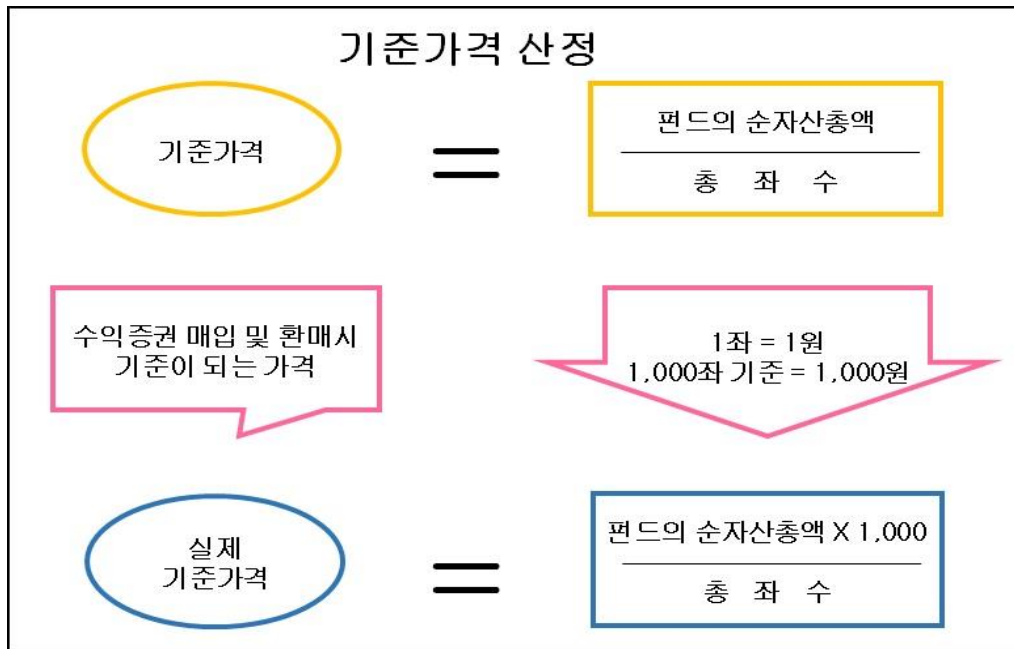 기준가격 산정
기준가격
=
펀드의 순자산총액
총 좌 수
수익증권 매입 및 환매시
기준이 되는 가격
1좌 = 1원
1,000좌 기준 = 1,000원
실제
기준가격
=
펀드의 순자산총액 X 1,000
총 좌 수